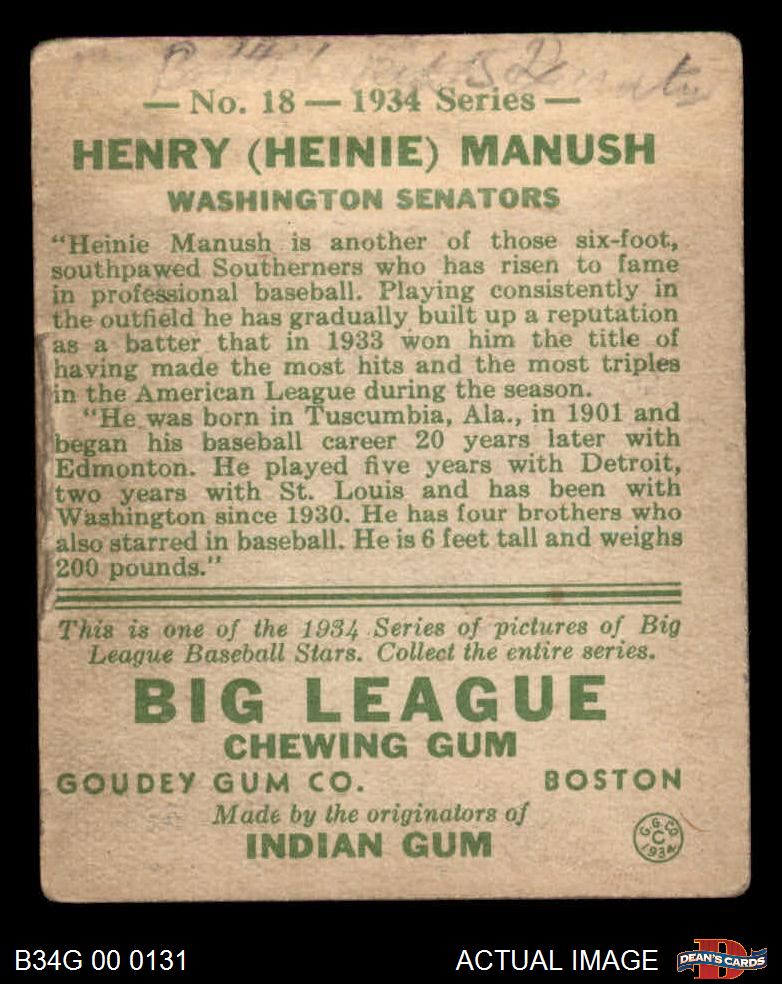 — No. 18 — 1934 Series —
HENRY (HEINIE) MANUSH
WASHINGTON SENATORS
"Heinie Manush is another of those six-foot,
southpawed Southerners who has risen to fame
in professional baseball. Playing consistently in
the outfield he has gradually built up a reputation
as a batter that in 1933 won him the title of
having made the most hits and the most triples
in the American League during the season.
"He was born in Tuscumbia, Ala., in 1901 and
began his baseball career 20 years later with
Edmonton. He played five years with Detroit,
two years with St. Louis and has been with
Washington since 1930. He has four brothers who
also starred in baseball. He is 6 feet tall and weighs
200 pounds."
This is one of the 1934 Series of pictures of Big
League Baseball Stars. Collect the entire series.
BIG LEAGUE
CHEWING GUM
GOUDEY GUM CO. BOSTON
Made by the originators of
INDIAN GUM
G.G.CO.
C
1934
B34G 00 0131 ACTUAL IMAGE
D
DEAN'S CARDS